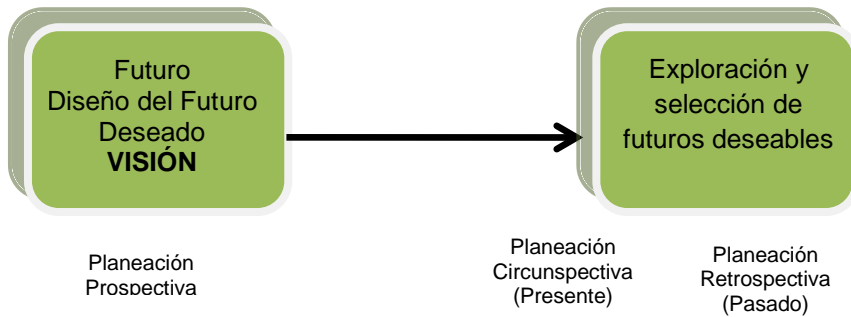 Futuro
Diseño del Futuro
Deseado
VISIÓN
Exploración y
selección de
futuros deseables
Planeación
Prospectiva
Planeación
Circunspectiva
(Presente)
Planeación
Retrospectiva
(Pasado)